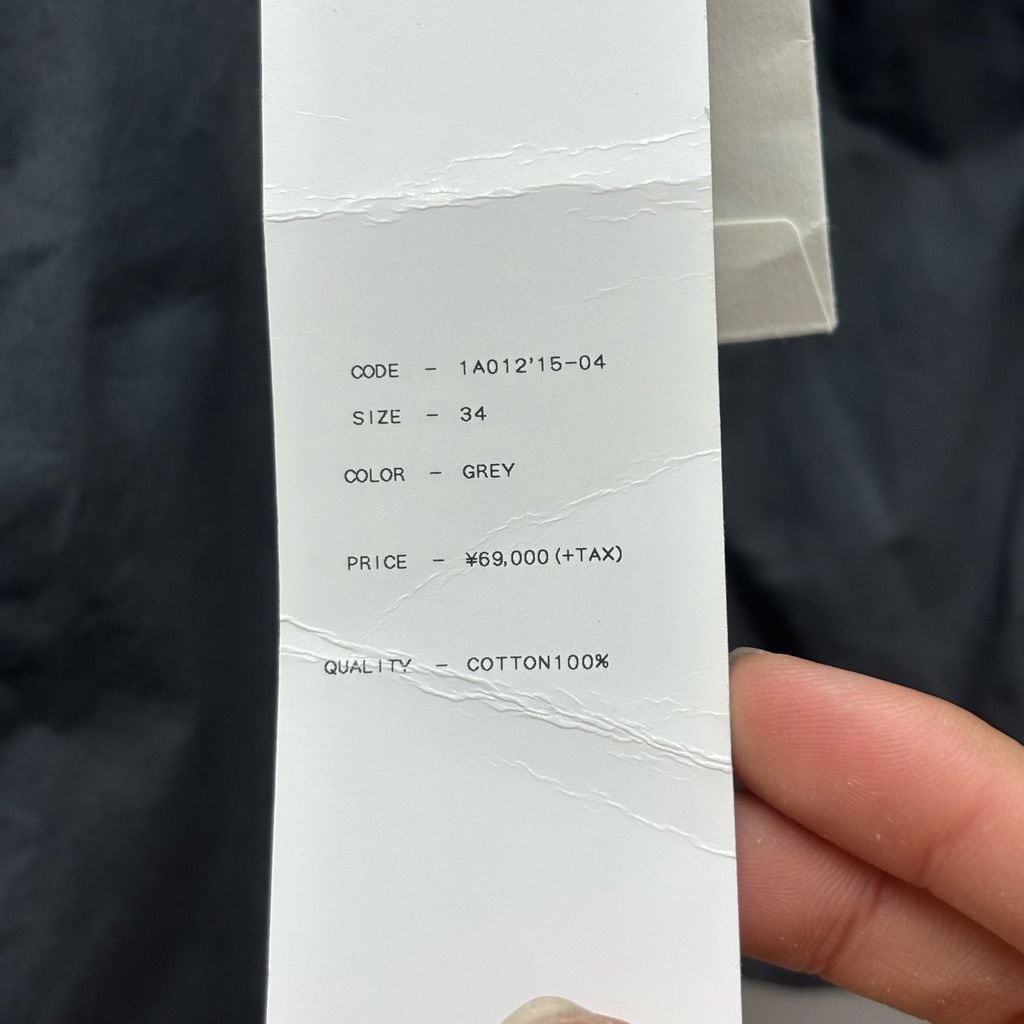 CODE - 1A012'15-04
SIZE - 34
COLOR - GREY
PRICE - ¥69,000(+TAX)
QUALITY - COTTON100%